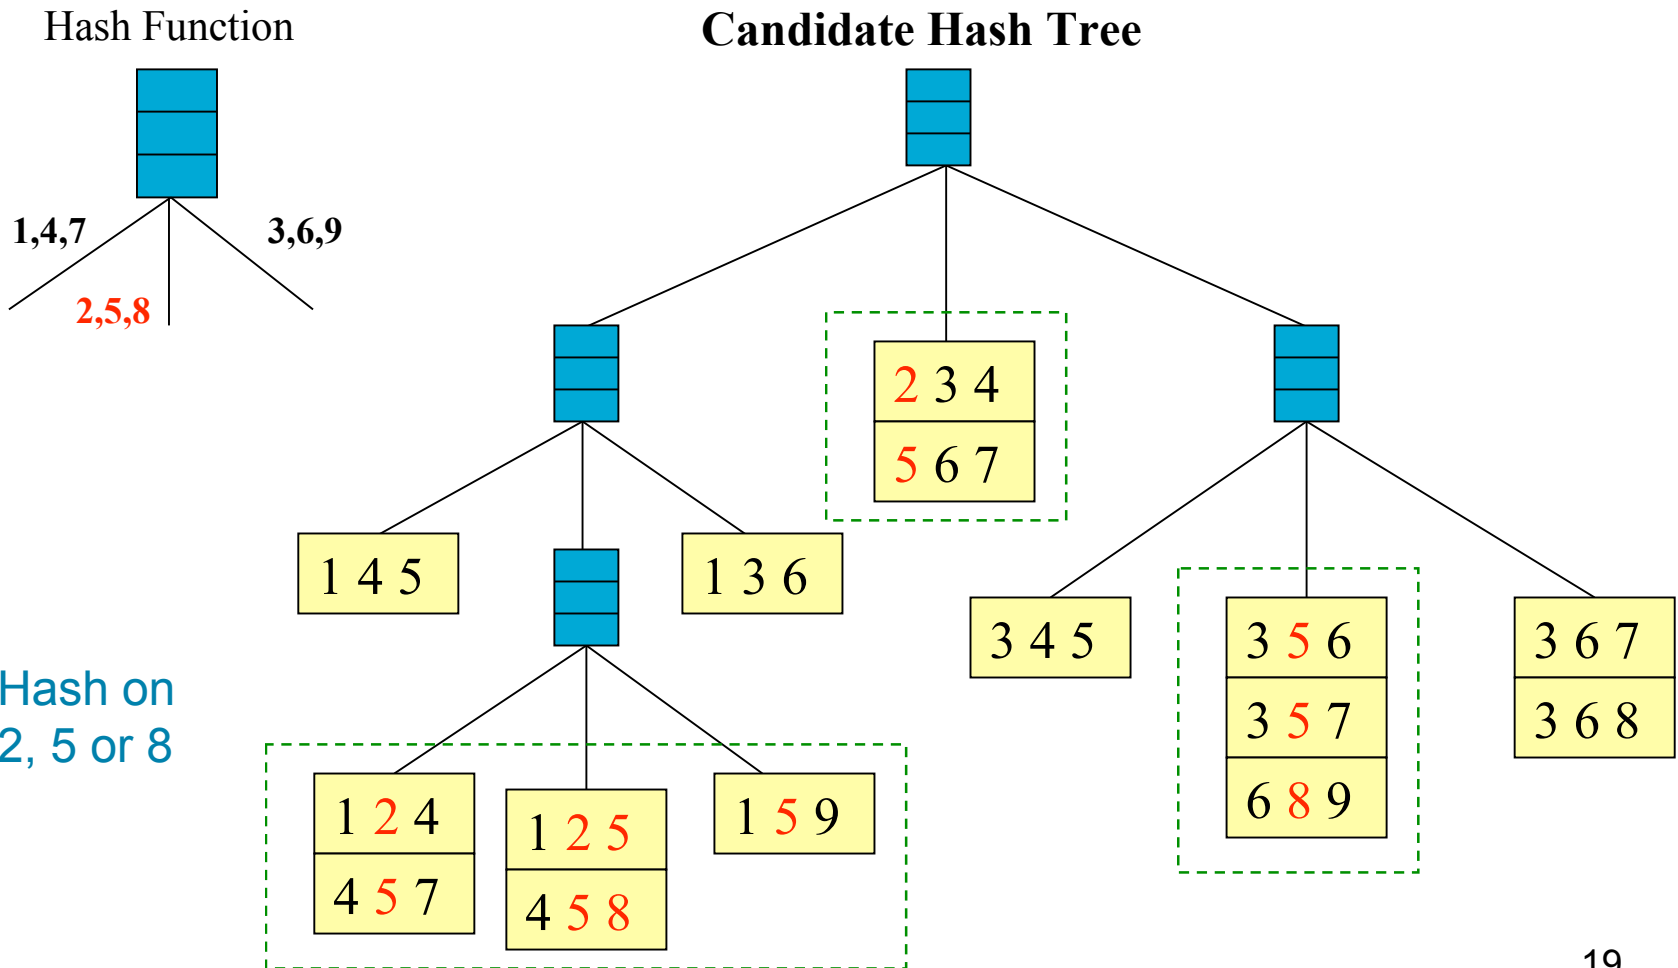 Hash Function
Candidate Hash Tree
1,4,7
3,6,9
2,5,8
2 3 4
5 6 7
1 4 5
1 3 6
3 4 5
3 5 6
3 5 7
6 8 9
3 6 7
3 6 8
Hash on
2, 5 or 8
1 2 4
4 5 7
1 2 5
4 5 8
1 5 9
19